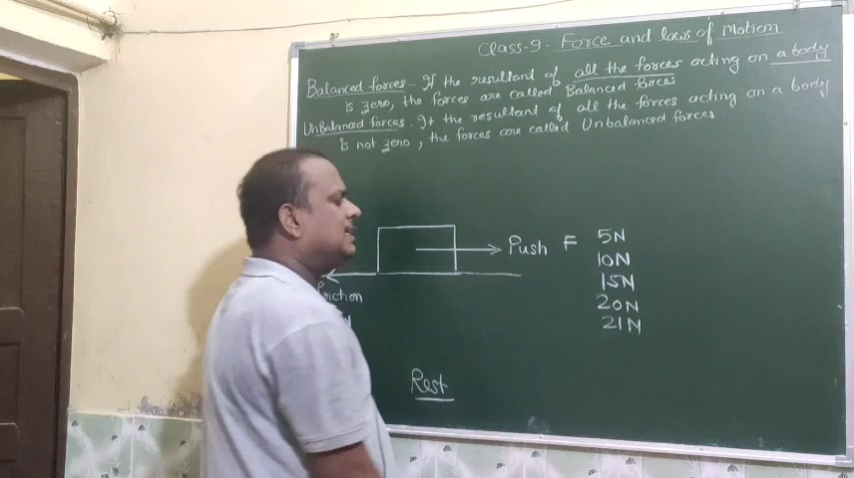 Class-9- Force and laws of Motion
Balanced forces - If the resultant of all the forces acting on a body
is zero, the forces are called Balanced forces
Unbalanced forces - If the resultant of all the forces acting on a body
is not zero, the forces are called Unbalanced forces
Push F 5N
10N
15N
20N
21N
Friction
Rest